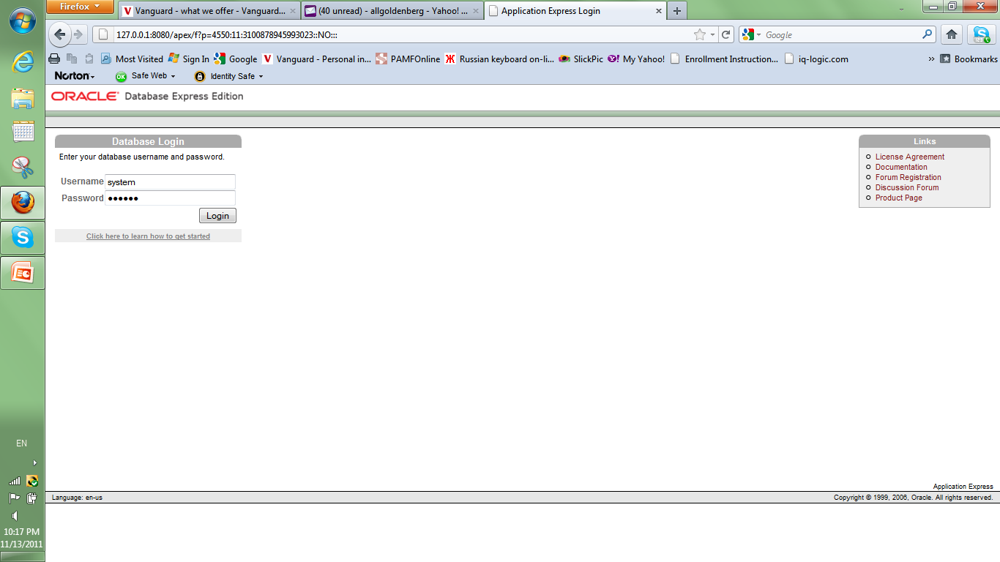 Firefox
Vanguard - what we offer - Vanguard...
(40 unread) - allgoldenberg - Yahoo! ...
Application Express Login
127.0.0.1:8080/apex/f?p=4550:11:3100878945993023::NO:::
Google
Most Visited
Sign In
Google
Vanguard - Personal in...
PAMFOnline
Russian keyboard on-li...
SlickPic
My Yahoo!
Enrollment Instruction...
iq-logic.com
» Bookmarks
Norton
OK Safe Web
Identity Safe
ORACLE Database Express Edition
Database Login
Enter your database username and password.
Username system
Password ••••••
Login
Click here to learn how to get started
Links
License Agreement
Documentation
Forum Registration
Discussion Forum
Product Page
EN
Application Express
Language: en-us
Copyright © 1999, 2006, Oracle. All rights reserved.
10:17 PM
11/13/2011